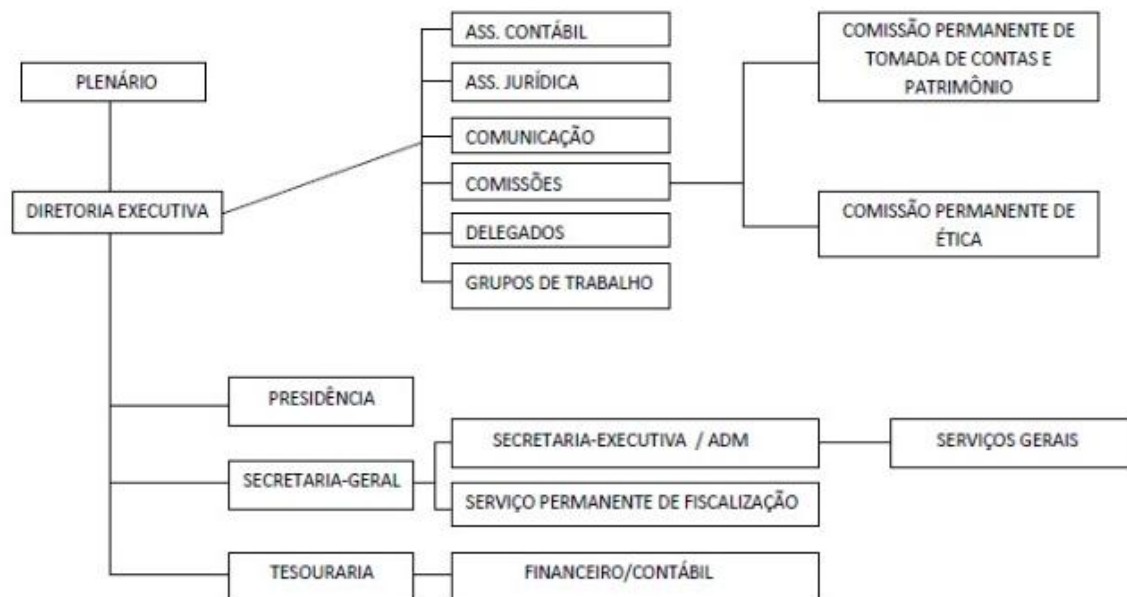 PLENÁRIO
DIRETORIA EXECUTIVA
ASS. CONTÁBIL
ASS. JURÍDICA
COMUNICAÇÃO
COMISSÕES
DELEGADOS
GRUPOS DE TRABALHO
COMISSÃO PERMANENTE DE
TOMADA DE CONTAS E
PATRIMÔNIO
COMISSÃO PERMANENTE DE
ÉTICA
PRESIDÊNCIA
SECRETARIA-GERAL
SECRETARIA-EXECUTIVA / ADM
SERVIÇOS GERAIS
SERVIÇO PERMANENTE DE FISCALIZAÇÃO
TESOURARIA
FINANCEIRO/CONTÁBIL